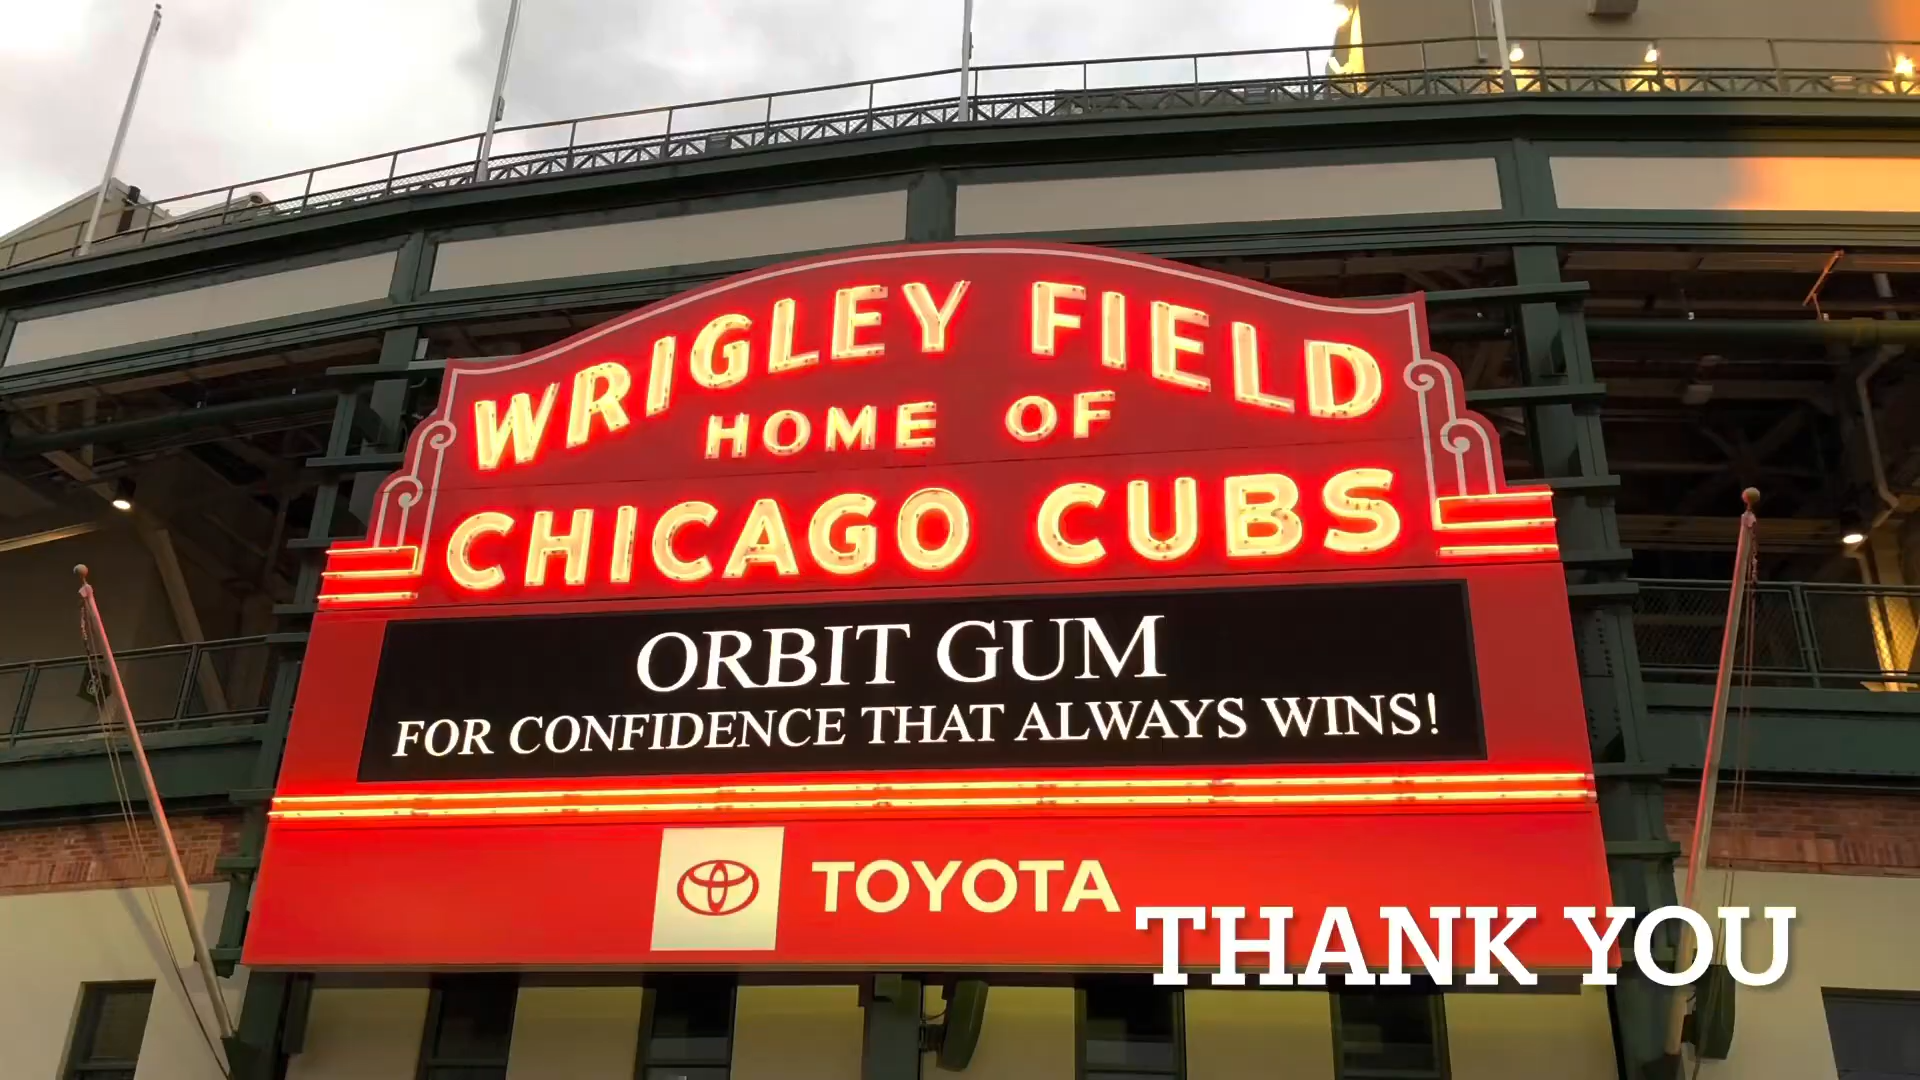 WRIGLEY FIELD
HOME OF
CHICAGO CUBS
ORBIT GUM
FOR CONFIDENCE THAT ALWAYS WINS!
TOYOTA
THANK YOU